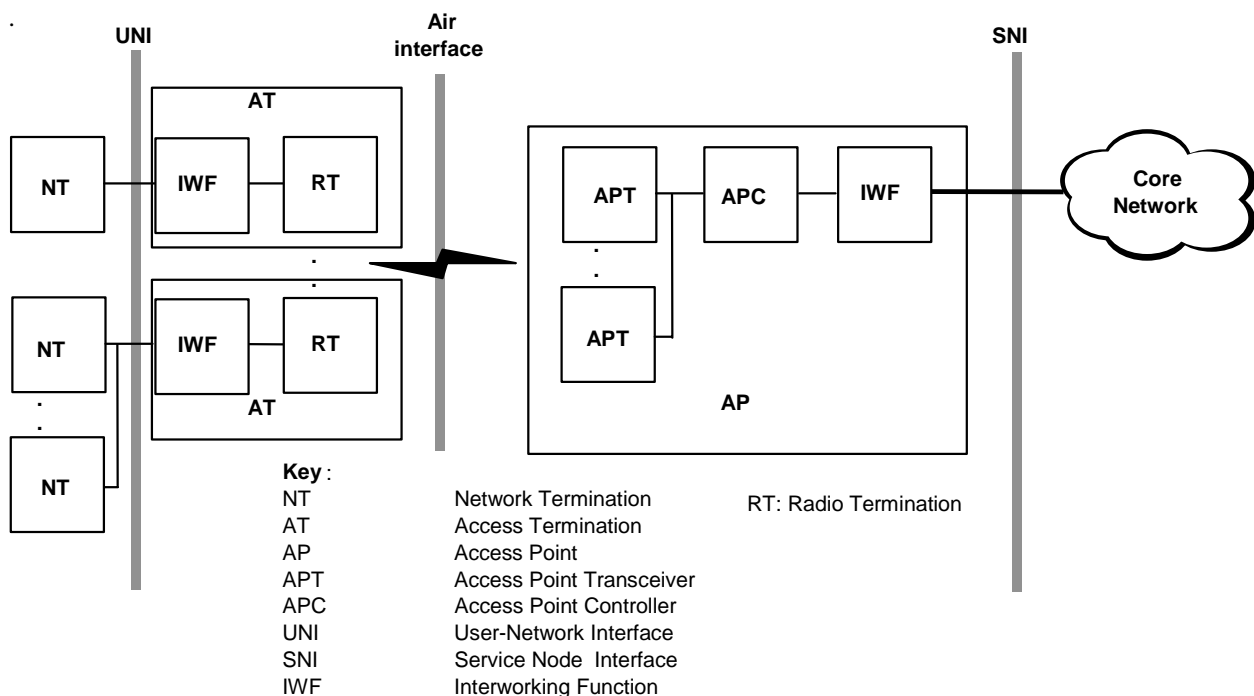 .
UNI
Air
interface
SNI
AT
NT
IWF
RT
APT
APC
IWF
Core
Network
. .
. .
NT
IWF
RT
APT
AT
AP
. .
NT
Key :
NT Network Termination
RT: Radio Termination
AT Access Termination
AP Access Point
APT Access Point Transceiver
APC Access Point Controller
UNI User-Network Interface
SNI Service Node Interface
IWF Interworking Function